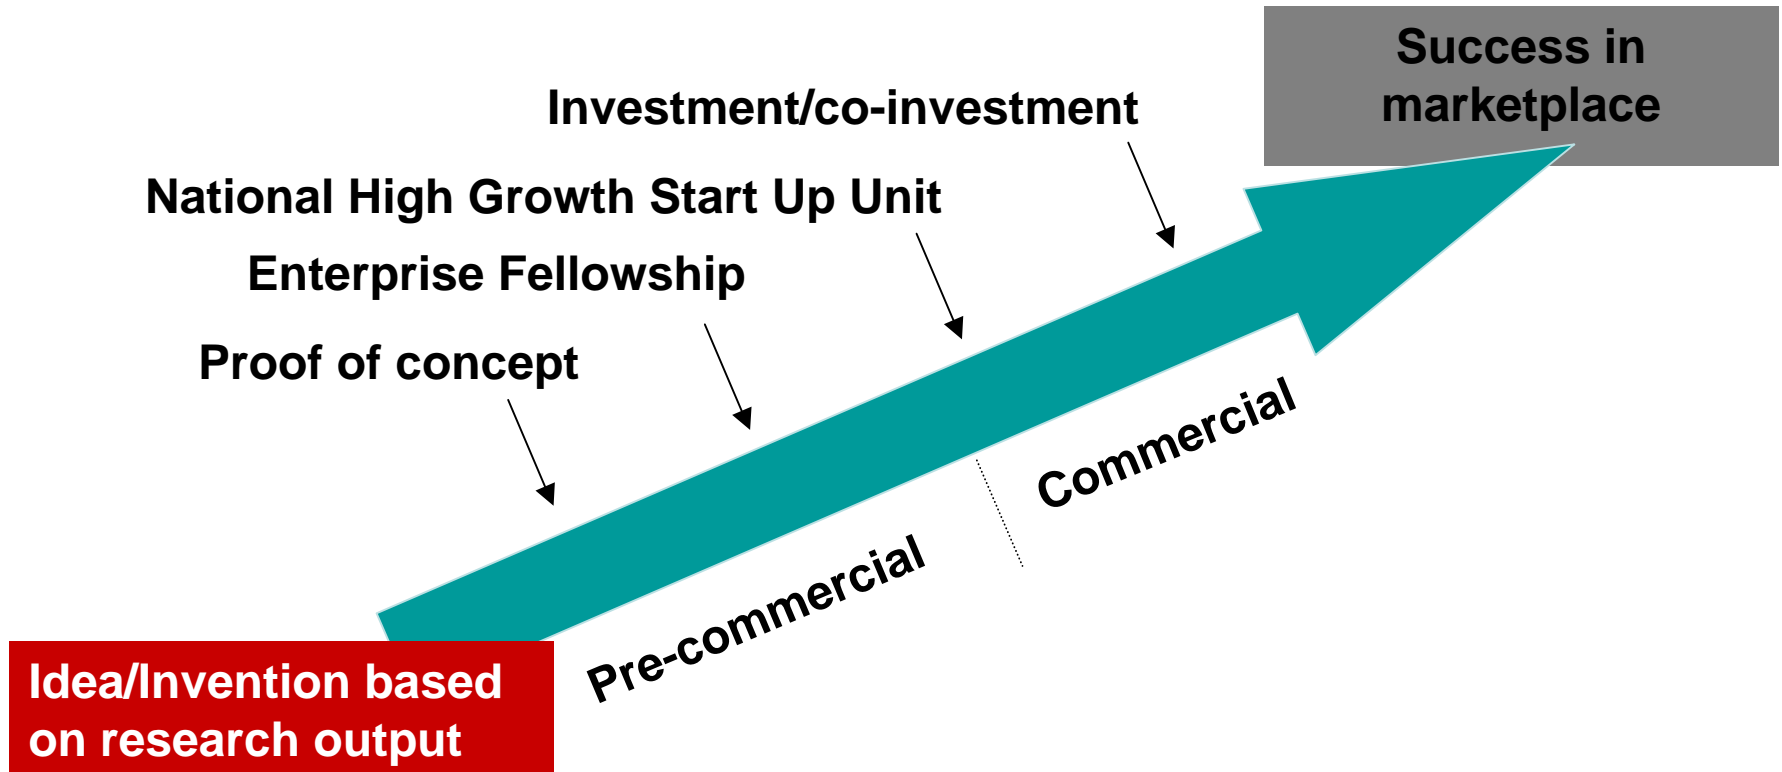 Success in
marketplace
Investment/co-investment
National High Growth Start Up Unit
Enterprise Fellowship
Proof of concept
Commercial
Pre-commercial
Idea/Invention based
on research output